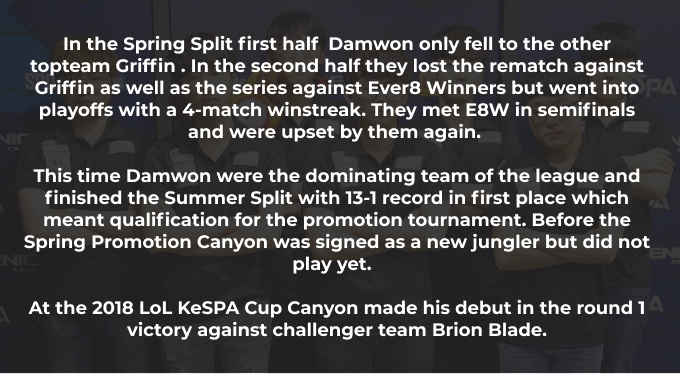 In the Spring Split first half  Damwon only fell to the other
topteam Griffin . In the second half they lost the rematch against
Griffin as well as the series against Ever8 Winners but went into
playoffs with a 4-match winstreak. They met E8W in semifinals
and were upset by them again.
This time Damwon were the dominating team of the league and
finished the Summer Split with 13-1 record in first place which
meant qualification for the promotion tournament. Before the
Spring Promotion Canyon was signed as a new jungler but did not
play yet.
At the 2018 LoL KeSPA Cup Canyon made his debut in the round 1
victory against challenger team Brion Blade.